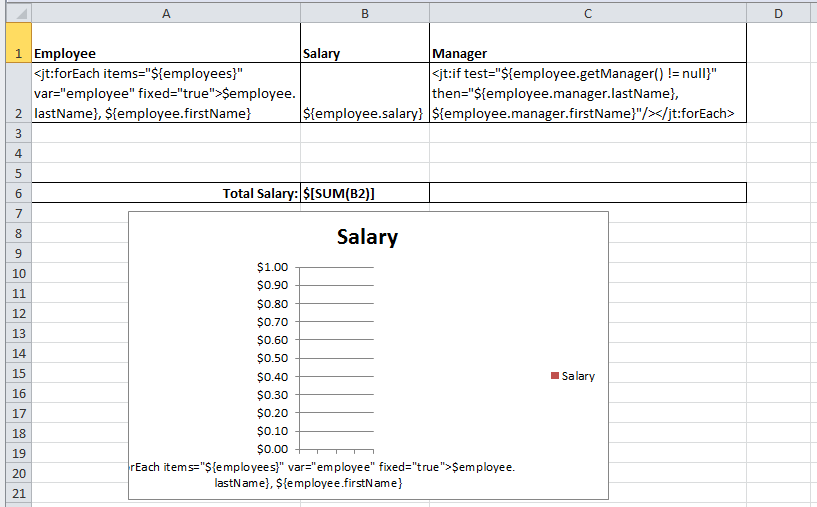 A B C D
1 Employee Salary Manager
<jt:forEach items="${employees}" <jt:if test="${employee.getManager() != null}"
var="employee" fixed="true">$employee. then="${employee.manager.lastName},
2 lastName}, ${employee.firstName} ${employee.salary} ${employee.manager.firstName}"/></jt:forEach>
3
4
5
6 Total Salary: $[SUM(B2)]
7
8 Salary
9
10 $1.00
11 $0.90
12 $0.80
13 $0.70
$0.60
14 $0.50
15 $0.40 Salary
16 $0.30
17 $0.20
18 $0.10
19 $0.00
20 rEach items="${employees}" var="employee" fixed="true">$employee.
21 lastName}, ${employee.firstName}